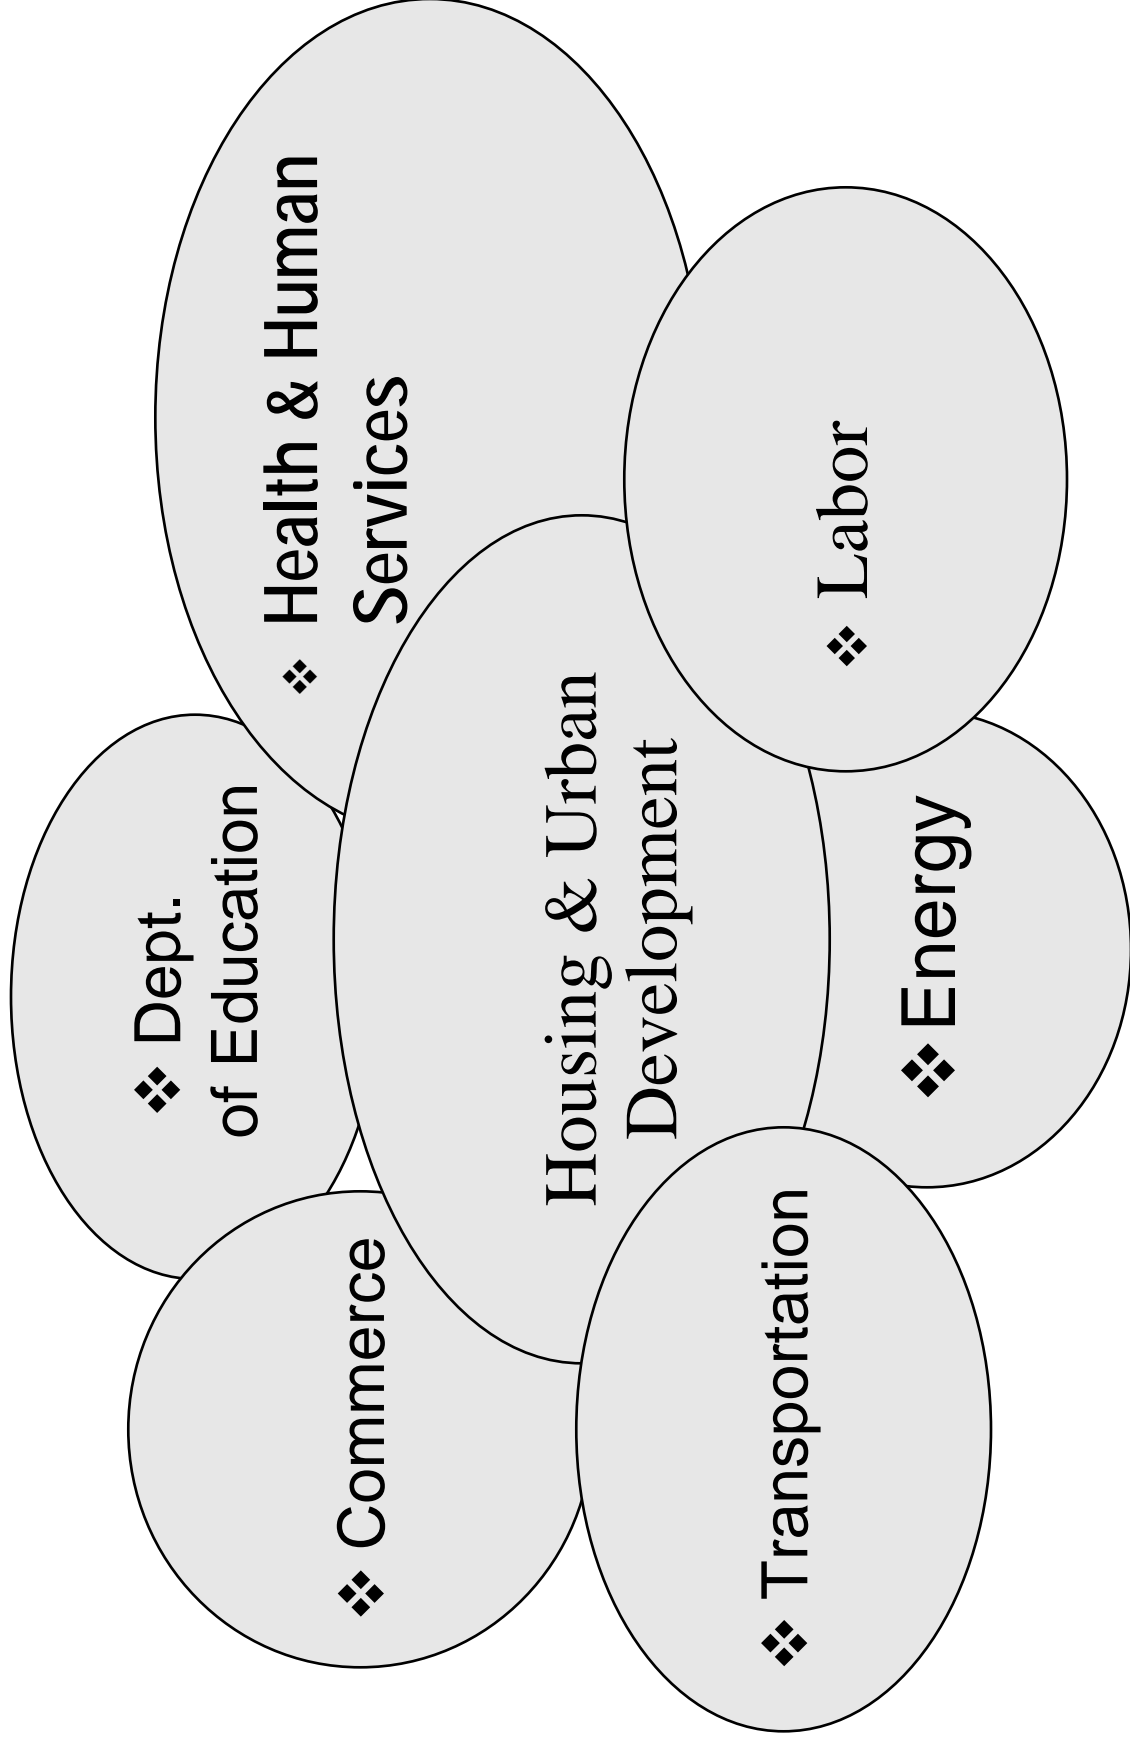 ❖ Dept.
of Education
❖ Health & Human
Services
❖ Commerce
Housing & Urban
Development
❖ Labor
❖ Transportation
❖ Energy